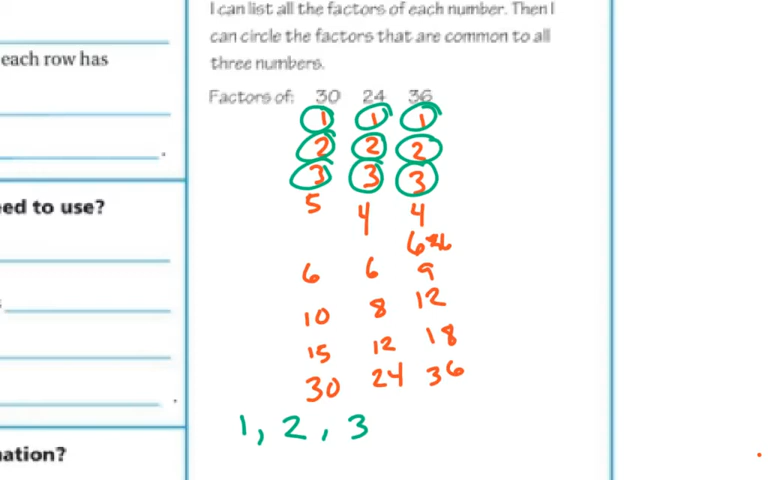 I can list all the factors of each number. Then I
can circle the factors that are common to all
each row has
three numbers.
Factors of: 30 24 36
1 1 1
.
2 2 2
3 3 3
eed to use?
5 4 4
6×6
6 6 9
10 8 12
15 12 18
30 24 36
.
1, 2, 3
nation?